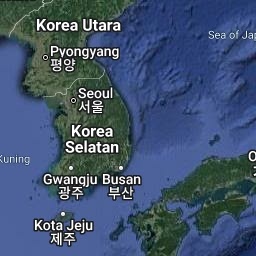 Korea Utara
Sea of Jap
Pyongyang
평양
Seoul
서울
Korea
Selatan
Kuning
Gwangju
광주
Busan
부산
O
Kota Jeju
제주